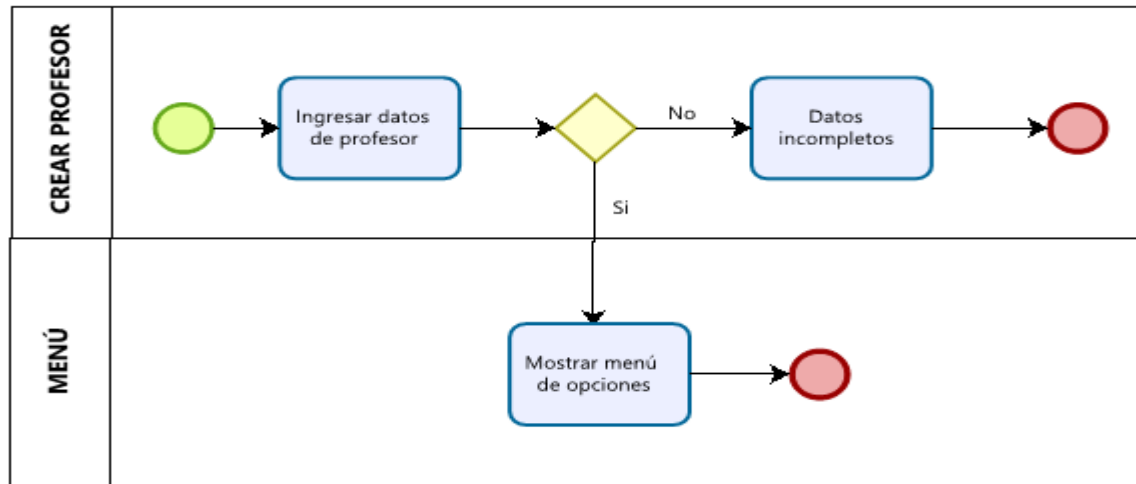 CREAR PROFESOR
Ingresar datos
de profesor
No
Datos
incompletos
Si
MENÚ
Mostrar menú
de opciones